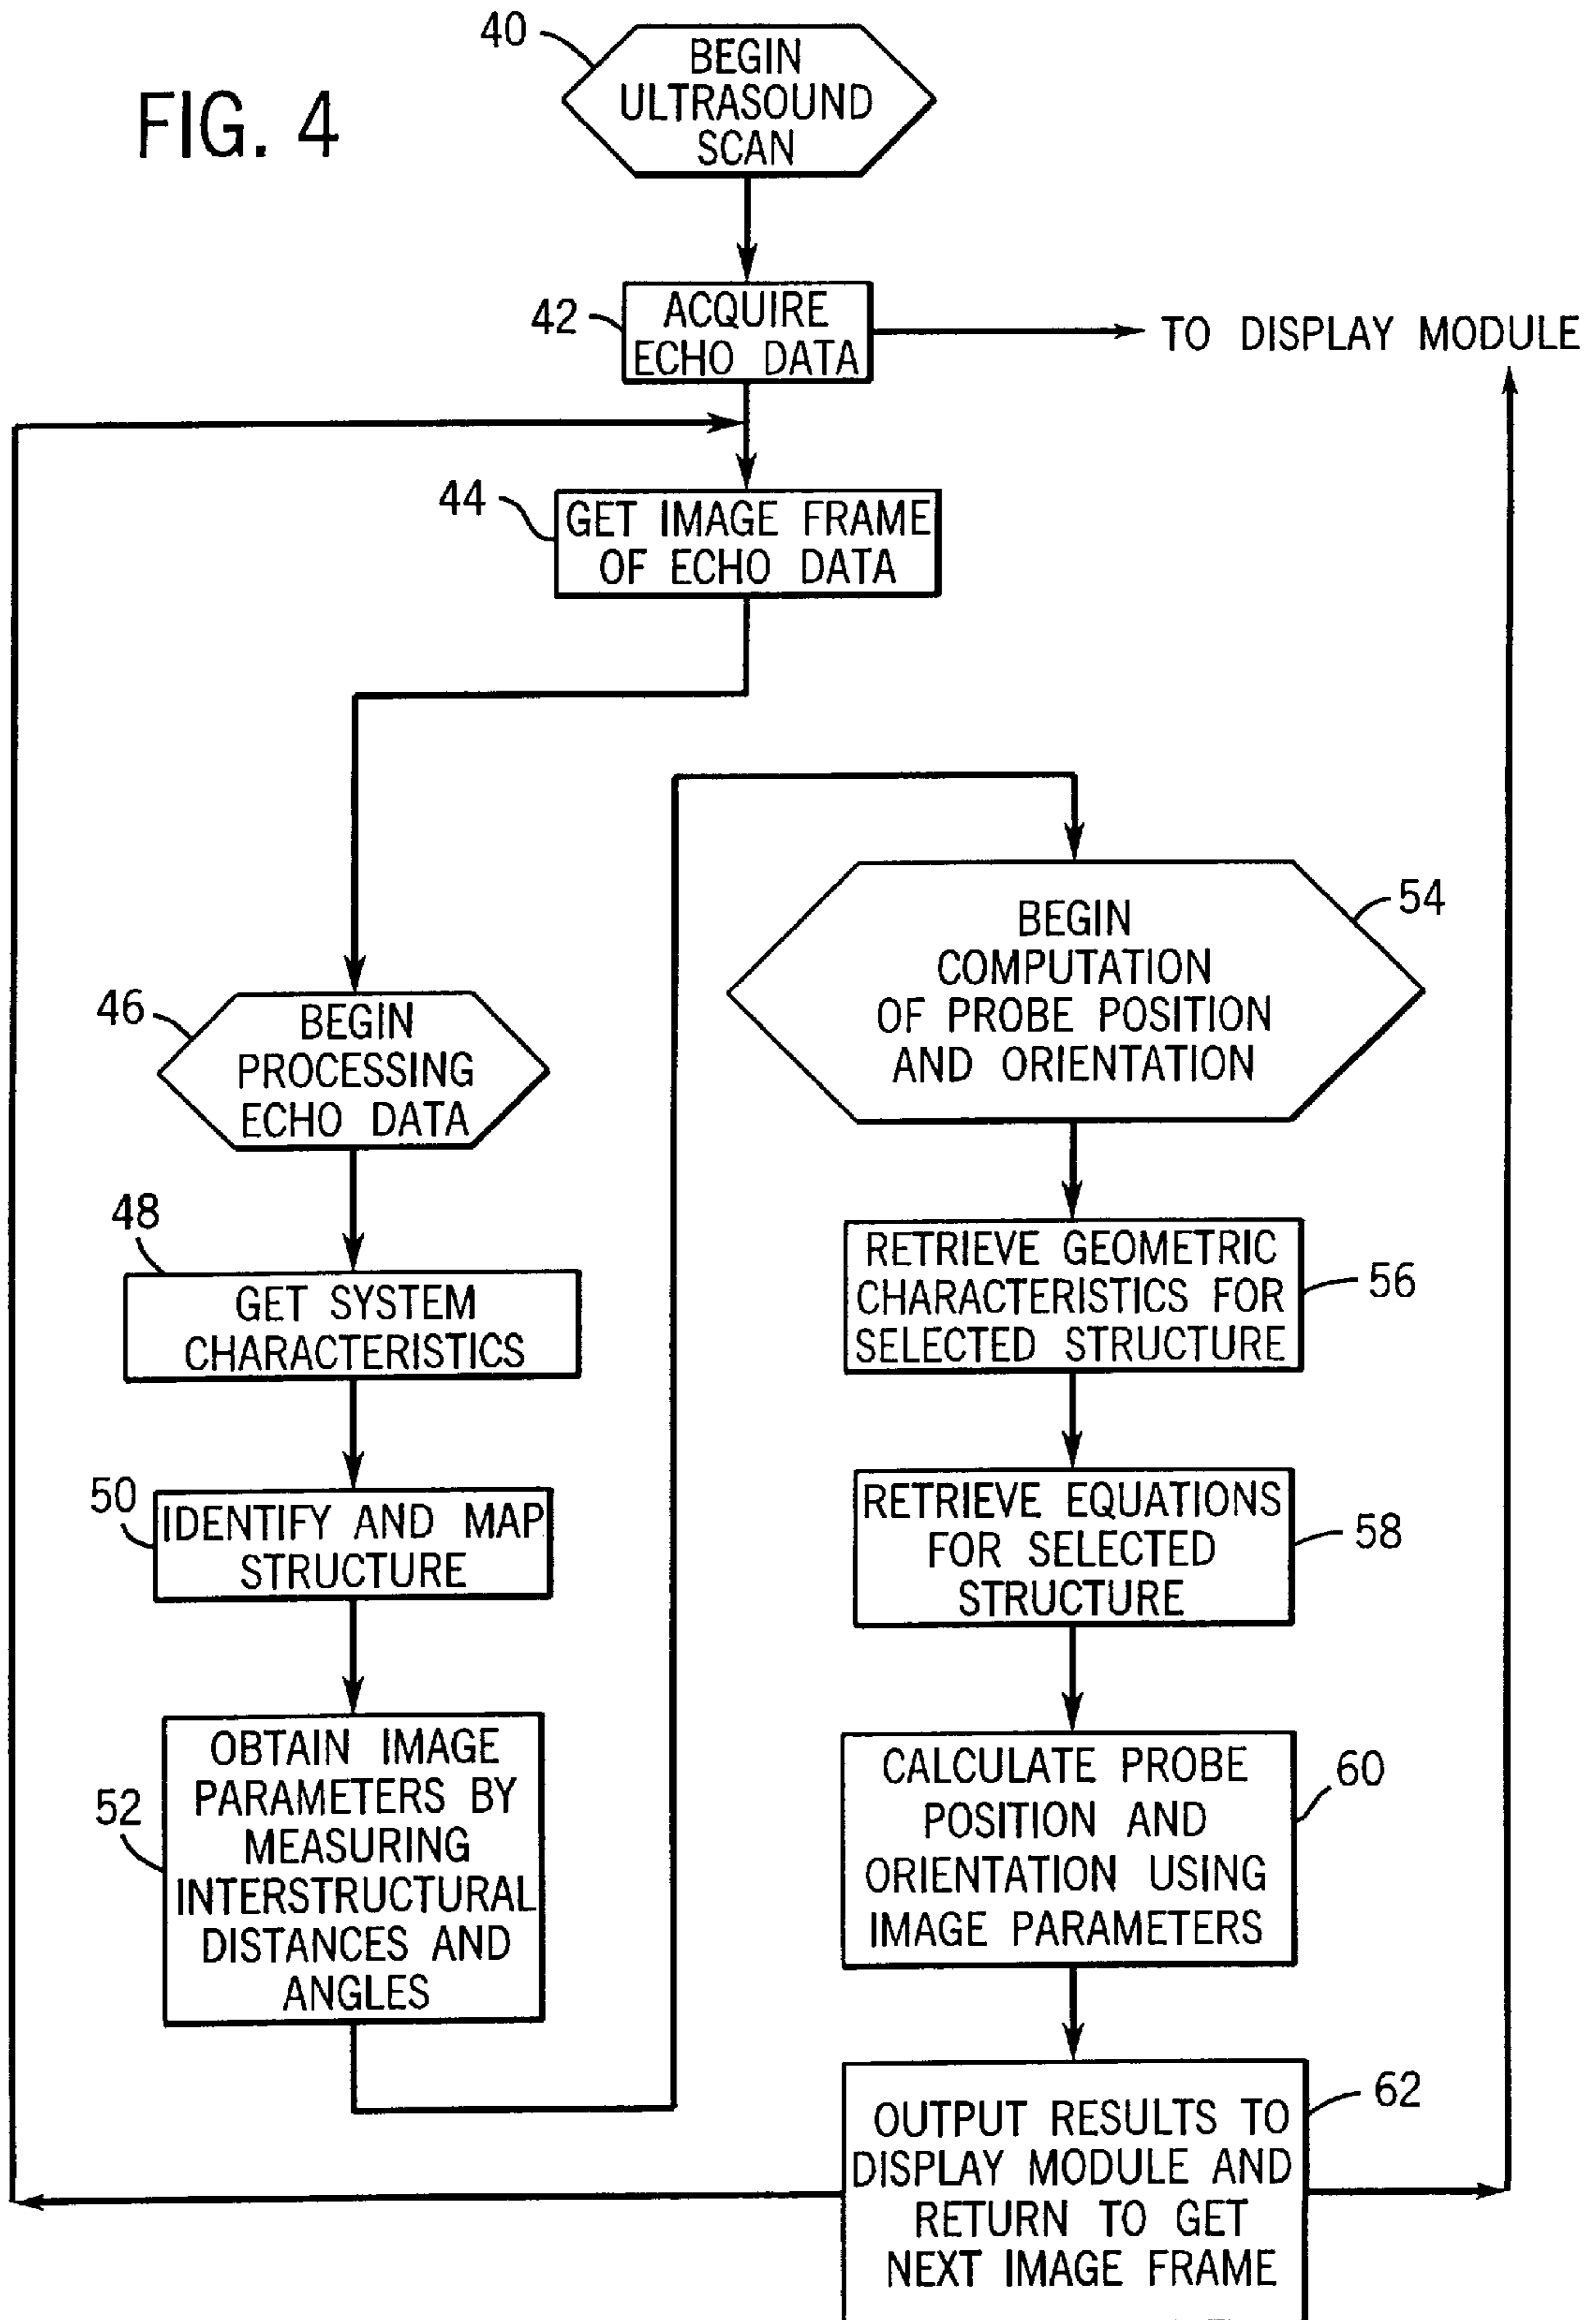 FIG. 4
40
BEGIN
ULTRASOUND
SCAN
42
ACQUIRE
ECHO DATA
TO DISPLAY MODULE
44
GET IMAGE FRAME
OF ECHO DATA
46
BEGIN
PROCESSING
ECHO DATA
48
GET SYSTEM
CHARACTERISTICS
50
IDENTIFY AND MAP
STRUCTURE
52
OBTAIN IMAGE
PARAMETERS BY
MEASURING
INTERSTRUCTURAL
DISTANCES AND
ANGLES
54
BEGIN
COMPUTATION
OF PROBE POSITION
AND ORIENTATION
56
RETRIEVE GEOMETRIC
CHARACTERISTICS FOR
SELECTED STRUCTURE
58
RETRIEVE EQUATIONS
FOR SELECTED
STRUCTURE
60
CALCULATE PROBE
POSITION AND
ORIENTATION USING
IMAGE PARAMETERS
62
OUTPUT RESULTS TO
DISPLAY MODULE AND
RETURN TO GET
NEXT IMAGE FRAME